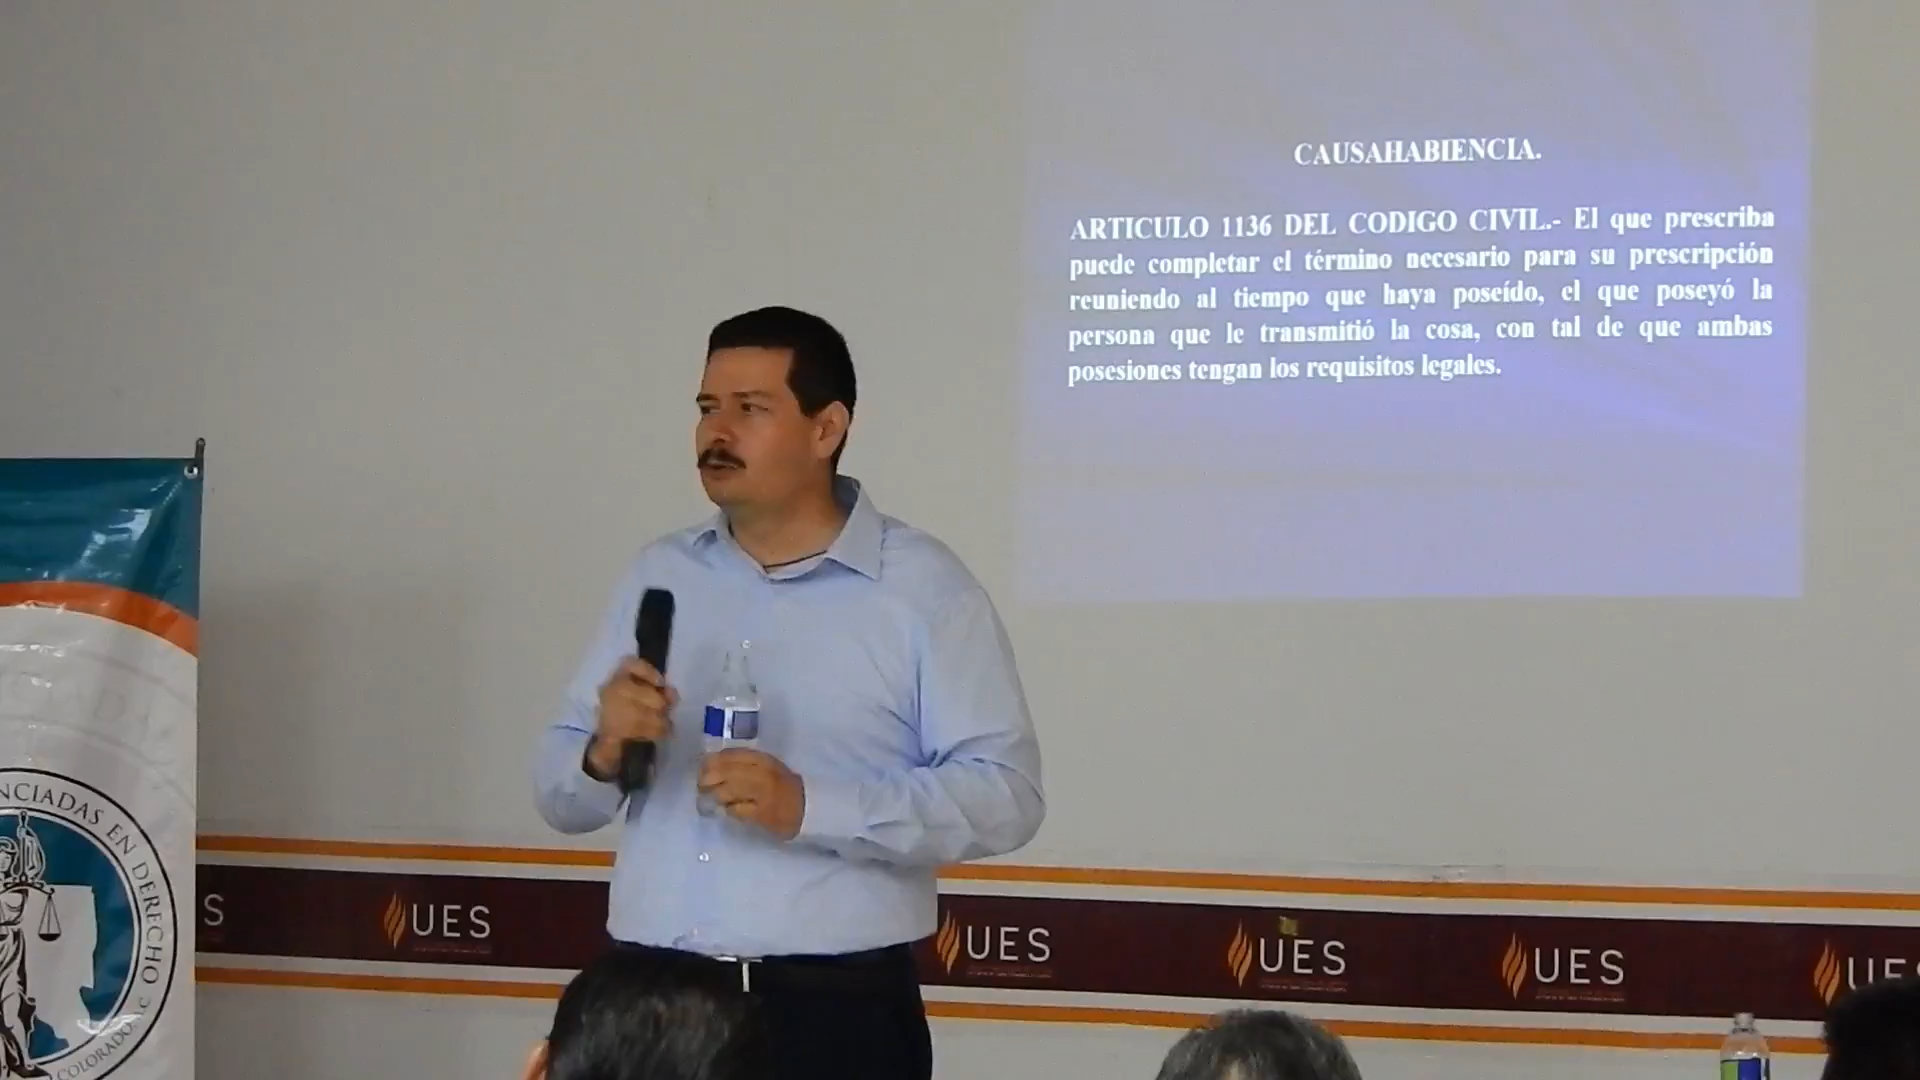 CAUSAHABIENCIA.
ARTICULO 1136 DEL CODIGO CIVIL.- El que prescriba
puede completar el término necesario para su prescripción
reuniendo al tiempo que haya poseído, el que poseyó la
persona que le transmitió la cosa, con tal de que ambas
posesiones tengan los requisitos legales.
NCIADAS EN DERECHO
COLORADO, A.C
S
UES
UES
UES
UES
UES